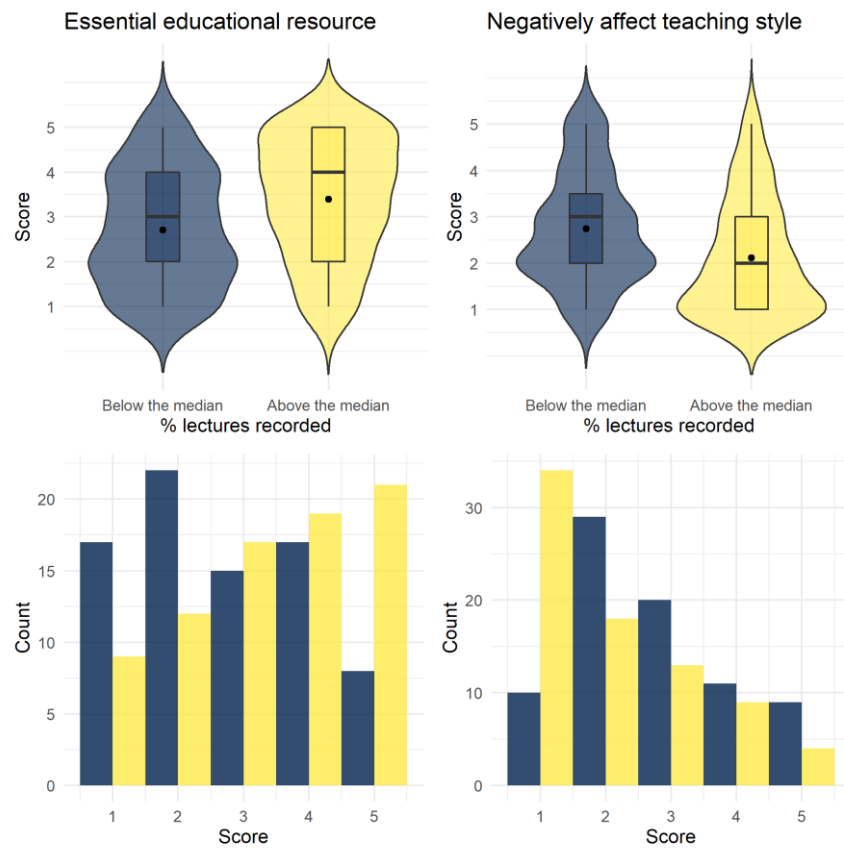 Essential educational resource
Score
5
4
3
2
1
Below the median Above the median
% lectures recorded
Negatively affect teaching style
Score
5
4
3
2
1
Below the median Above the median
% lectures recorded
Count
20
15
10
5
0
1 2 3 4 5
Score
Count
30
20
10
0
1 2 3 4 5
Score